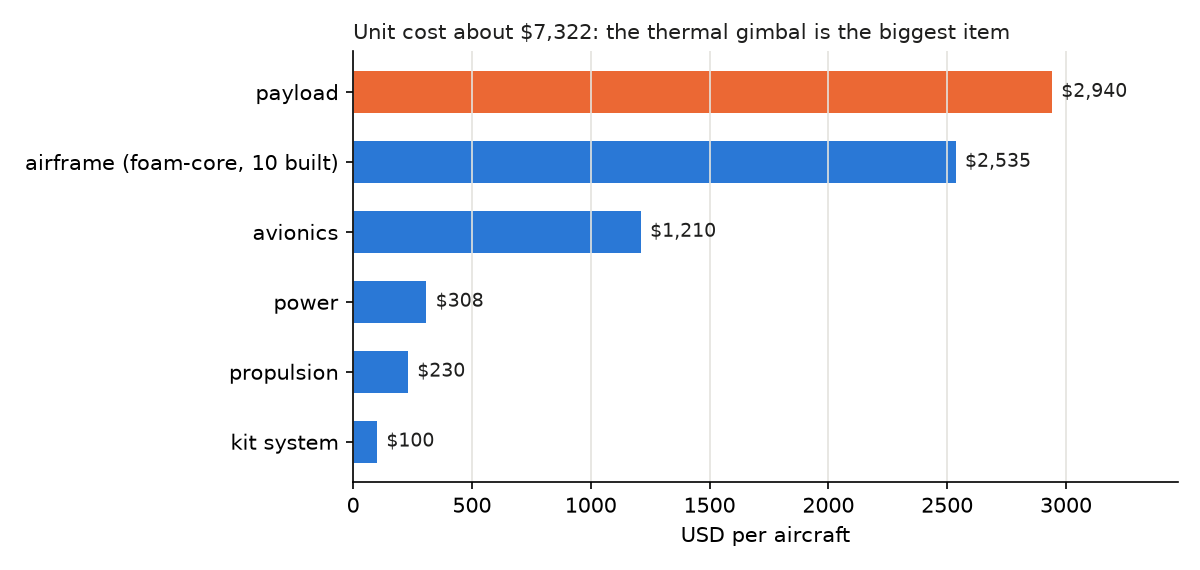 Unit cost about $7,322: the thermal gimbal is the biggest item
payload
$2,940
airframe (foam-core, 10 built)
$2,535
avionics
$1,210
power
$308
propulsion
$230
kit system
$100
0 500 1000 1500 2000 2500 3000
USD per aircraft